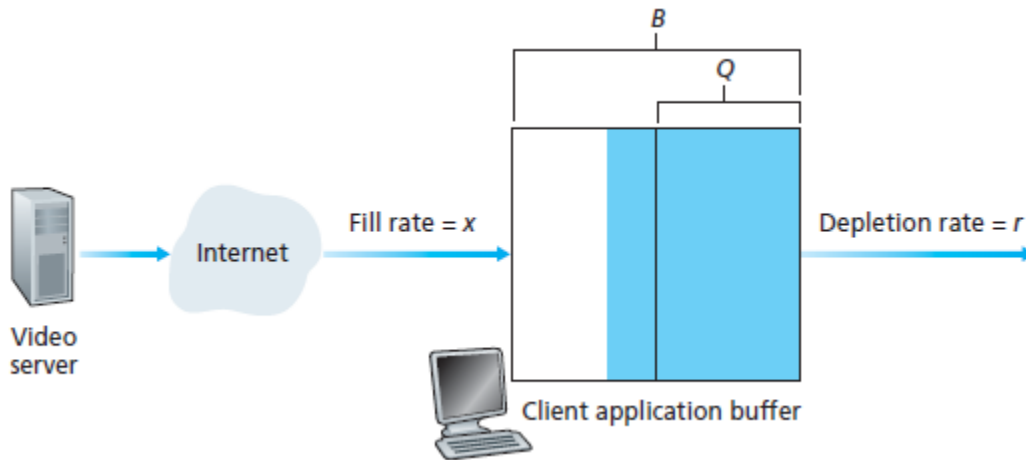 B
Q
Fill rate = x
Depletion rate = r
Internet
Video
server
Client application buffer